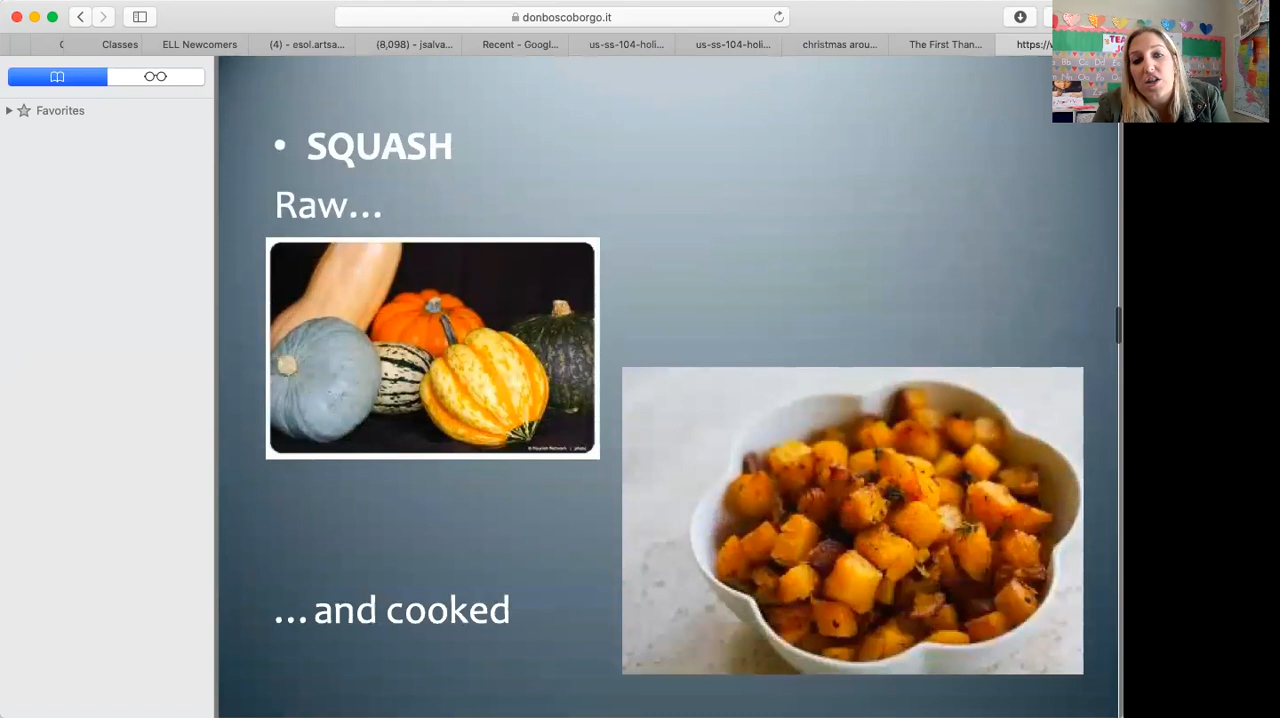 donboscoborgo.it
Classes
ELL Newcomers
(4) - esol.artsa...
(8,098) - jsalva...
Recent - Googl...
us-ss-104-holi...
us-ss-104-holi...
christmas arou...
The First Than...
Favorites
• SQUASH
Raw...
...and cooked